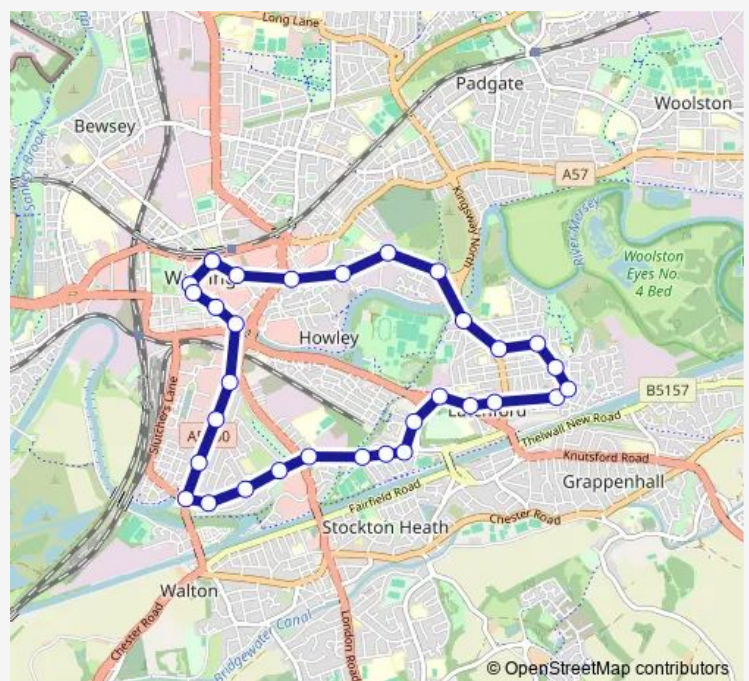 Long Lane
Padgate
Woolston
Bewsey
Sankey Brook
A57
Kingsway North
River Mersey
Woolston
Eyes No.
4 Bed
Howley
B5157
Slutchers Lane
Thelwall New Road
Knutsford Road
Grappenhall
Fairfield Road
Chester Road
Stockton Heath
Walton
Chester Road
Bridgewater Canal
London Road
© OpenStreetMap contributors